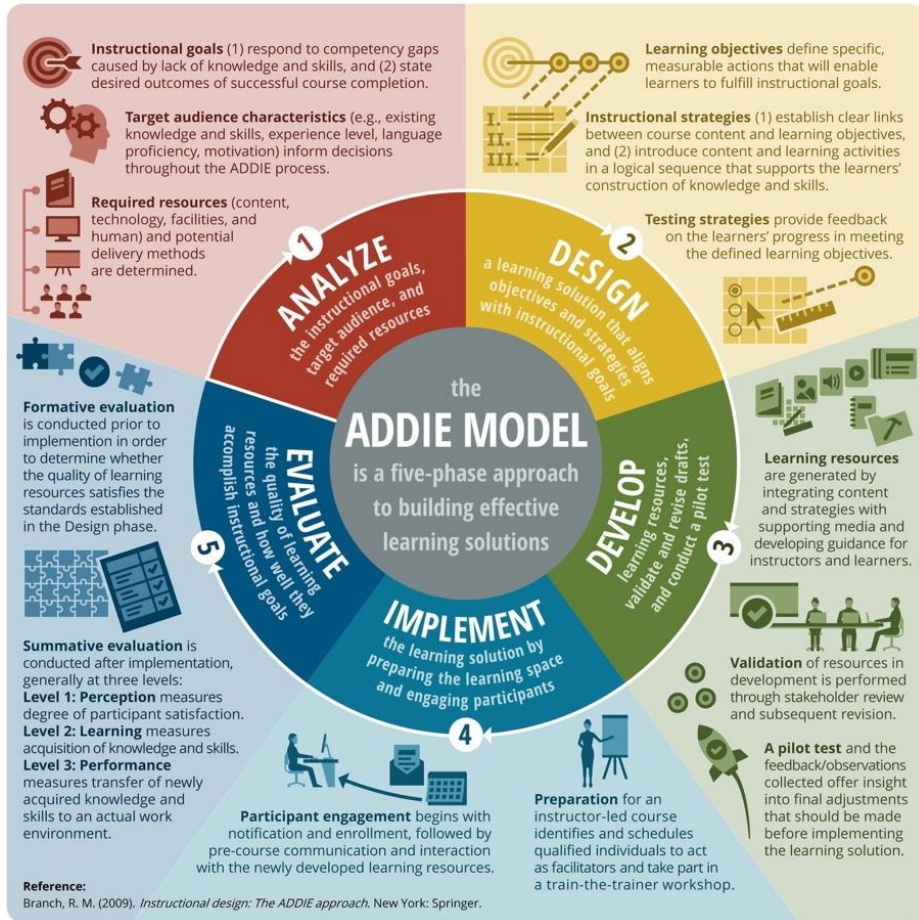 Instructional goals (1) respond to competency gaps
caused by lack of knowledge and skills, and (2) state
desired outcomes of successful course completion.
Target audience characteristics (e.g., existing
knowledge and skills, experience level, language
proficiency, motivation) inform decisions
throughout the ADDIE process.
Required resources (content,
technology, facilities, and
human) and potential
delivery methods
are determined.
1
ANALYZE
the instructional goals,
target audience, and
required resources
Learning objectives define specific,
measurable actions that will enable
learners to fulfill instructional goals.
I.
II.
III.
Instructional strategies (1) establish clear links
between course content and learning objectives,
and (2) introduce content and learning activities
in a logical sequence that supports the learners’
construction of knowledge and skills.
Testing strategies provide feedback
on the learners’ progress in meeting
the defined learning objectives.
2
DESIGN
a learning solution that aligns
objectives and strategies
with instructional goals
the
ADDIE MODEL
is a five-phase approach
to building effective
learning solutions
3
DEVELOP
learning resources,
validate and revise drafts,
and conduct a pilot test
Learning resources
are generated by
integrating content
and strategies with
supporting media and
developing guidance for
instructors and learners.
Validation of resources in
development is performed
through stakeholder review
and subsequent revision.
A pilot test and the
feedback/observations
collected offer insight
into final adjustments
that should be made
before implementing
the learning solution.
IMPLEMENT
the learning solution by
preparing the learning space
and engaging participants
4
Participant engagement begins with
notification and enrollment, followed by
pre-course communication and interaction
with the newly developed learning resources.
Preparation for an
instructor-led course
identifies and schedules
qualified individuals to act
as facilitators and take part in
a train-the-trainer workshop.
5
EVALUATE
the quality of learning
resources and how well they
accomplish instructional goals
Formative evaluation
is conducted prior to
implemention in order
to determine whether
the quality of learning
resources satisfies the
standards established
in the Design phase.
Summative evaluation is
conducted after implementation,
generally at three levels:
Level 1: Perception measures
degree of participant satisfaction.
Level 2: Learning measures
acquisition of knowledge and skills.
Level 3: Performance
measures transfer of newly
acquired knowledge and
skills to an actual work
environment.
Reference:
Branch, R. M. (2009). Instructional design: The ADDIE approach. New York: Springer.